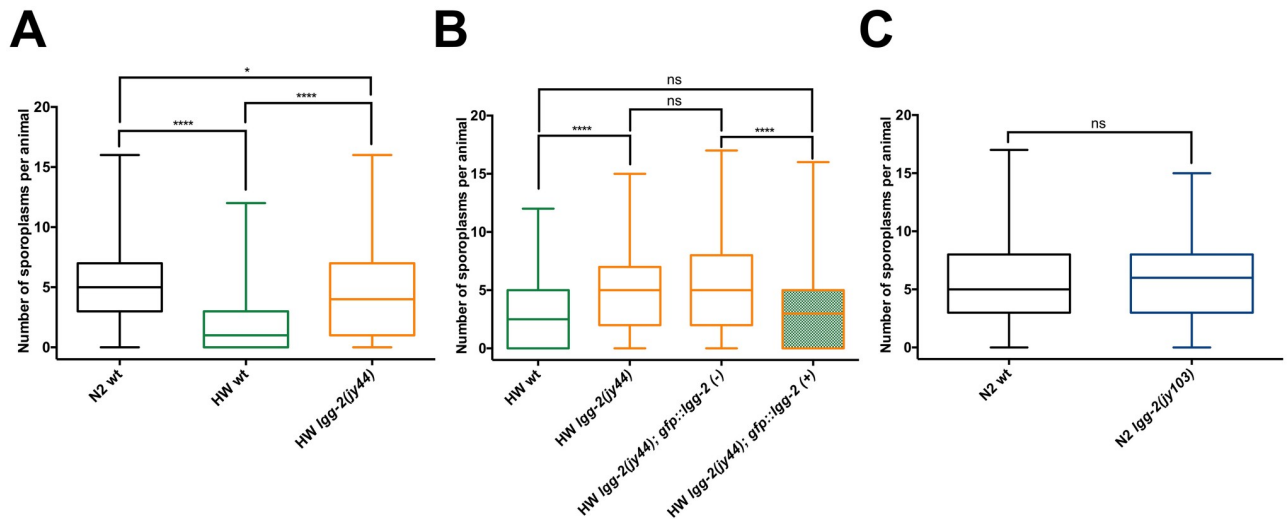 A
Number of sporoplasms per animal
20
15
10
5
0
*
****
****
N2 wt
HW wt
HW lgg-2(jy44)
B
Number of sporoplasms per animal
20
15
10
5
0
ns
ns
****
****
HW wt
HW lgg-2(jy44)
HW lgg-2(jy44); gfp::lgg-2 (-)
HW lgg-2(jy44); gfp::lgg-2 (+)
C
Number of sporoplasms per animal
20
15
10
5
0
ns
N2 wt
N2 lgg-2(jy103)